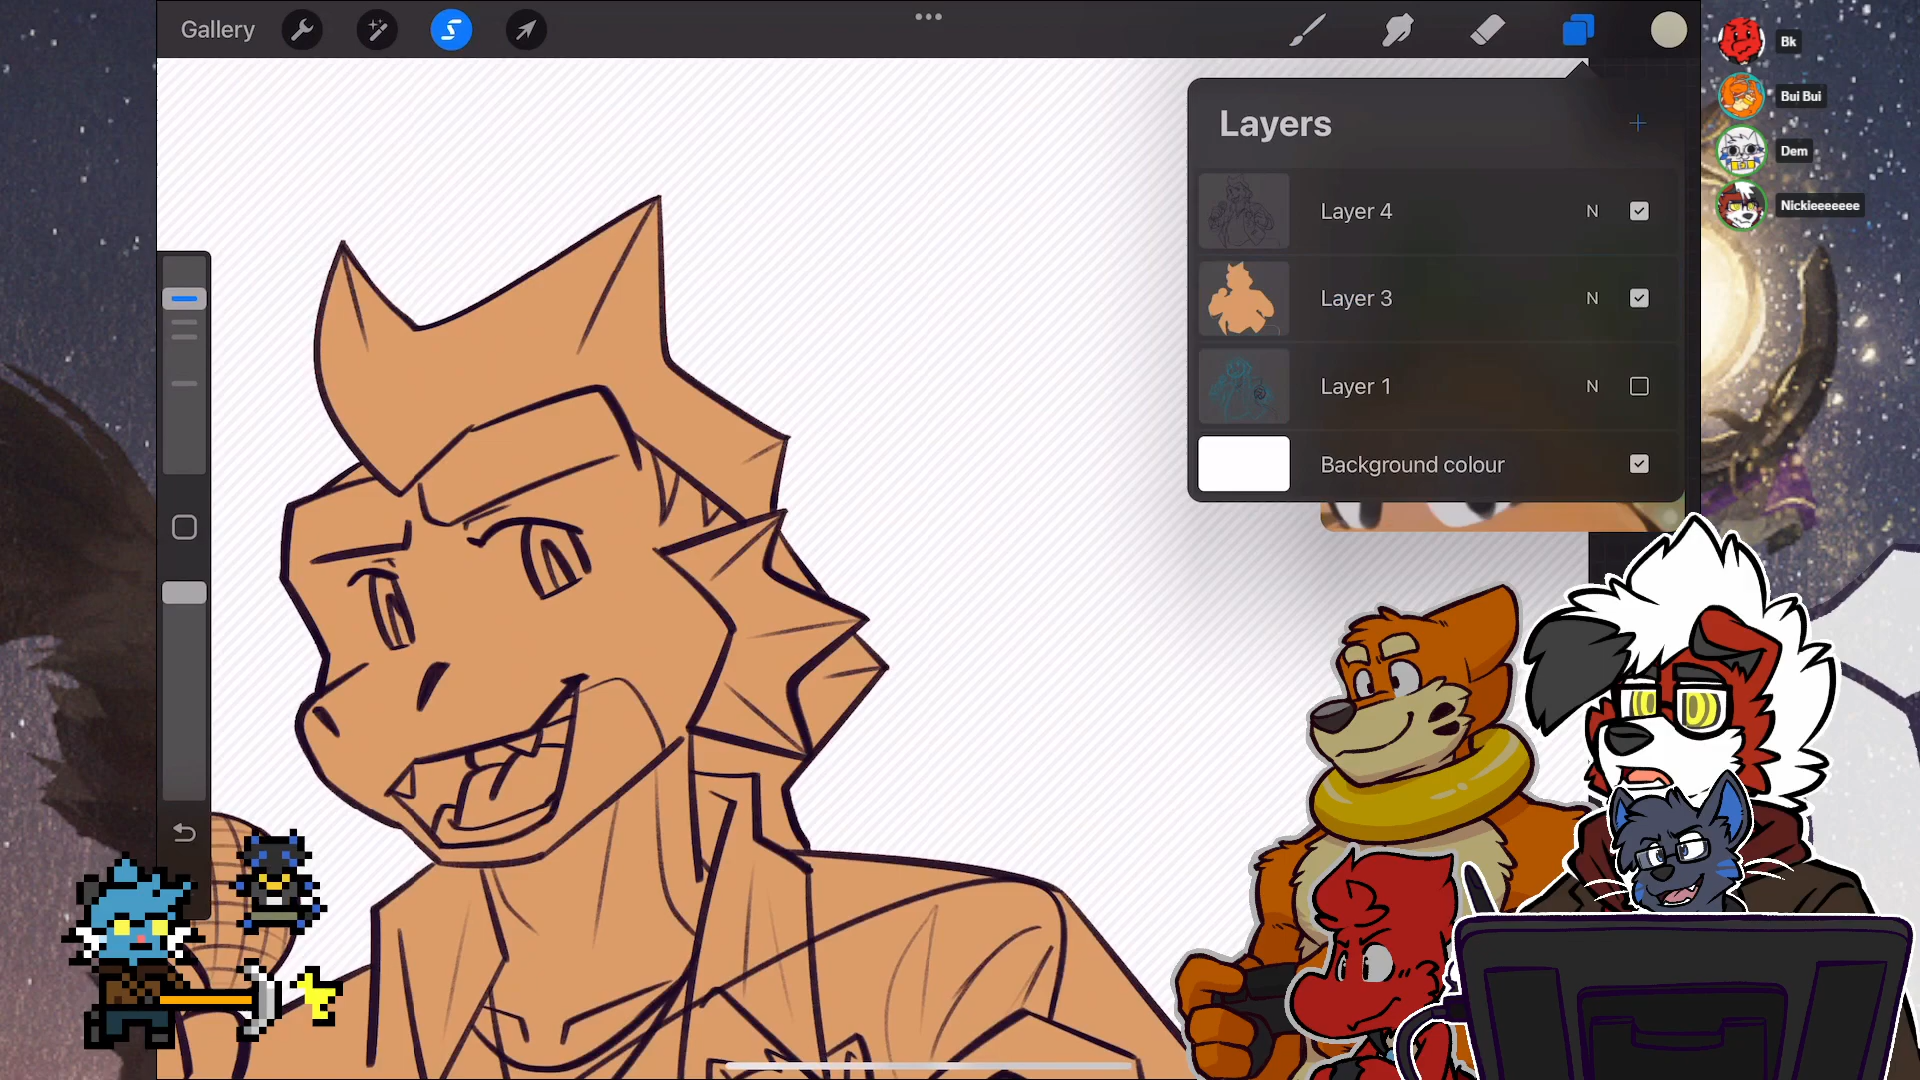 Gallery
Layers
Layer 4 N
Layer 3 N
Layer 1 N
Background colour
Bk
Bui Bui
Dem
Nickieeeeeee